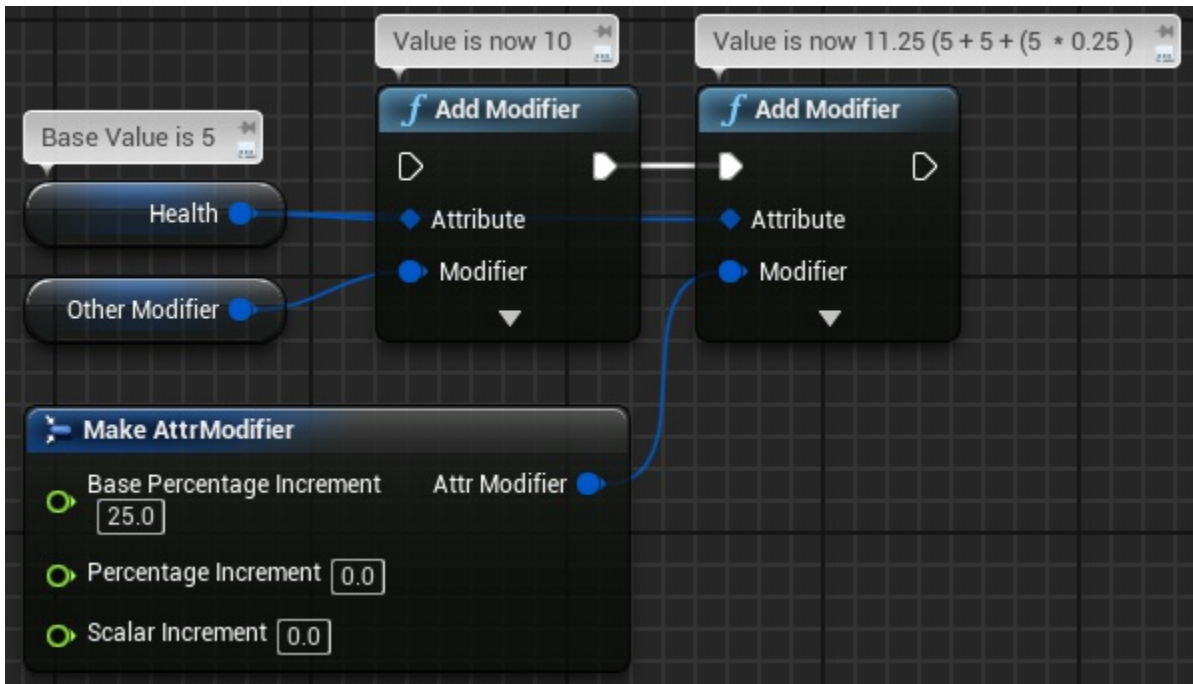 Value is now 10
Value is now 11.25 (5 + 5 + (5 * 0.25 )
f Add Modifier
f Add Modifier
Base Value is 5
Health
Attribute
Attribute
Modifier
Modifier
Other Modifier
Make AttrModifier
Base Percentage Increment
Attr Modifier
25.0
Percentage Increment 0.0
Scalar Increment 0.0